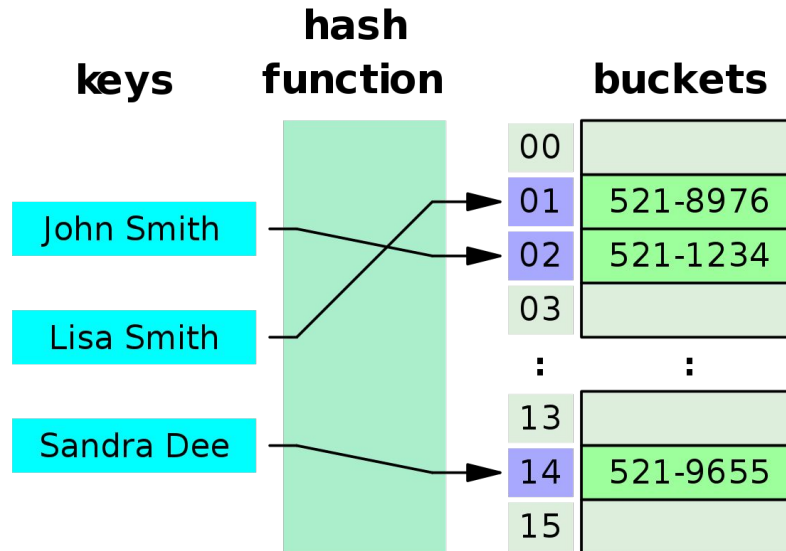 hash
keys function buckets
00
01 521-8976
John Smith 02 521-1234
03
Lisa Smith
: :
13
Sandra Dee 14 521-9655
15